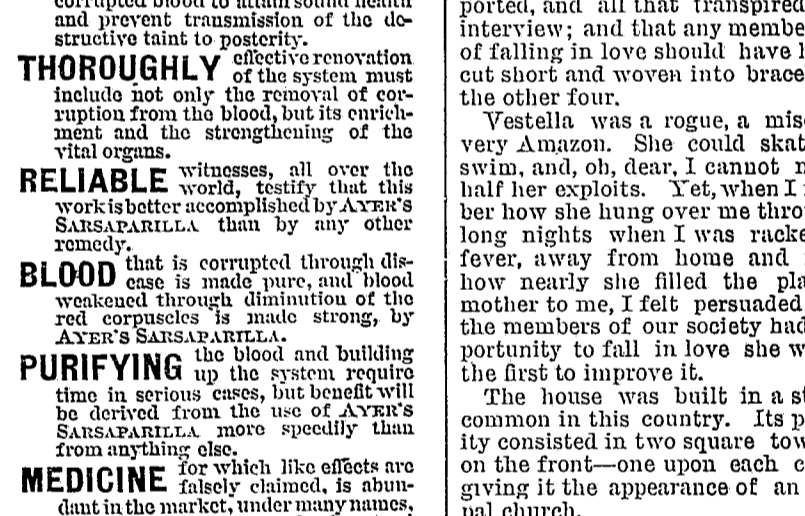 corrupted blood to attain sound health
and prevent transmission of the de-
structive taint to posterity.
THOROUGHLY effective renovation
of the system must
include not only the removal of cor-
ruption from the blood, but its enrich-
ment and the strengthening of the
vital organs.
RELIABLE witnesses, all over the
world, testify that this
work is better accomplished by AYER'S
SARSAPARILLA than by any other
remedy.
BLOOD that is corrupted through dis-
ease is made pure, and blood
weakened through diminution of the
red corpuscles is made strong, by
AYER'S SARSAPARILLA.
PURIFYING the blood and building
up the system require
time in serious cases, but benefit will
be derived from the use of AYER'S
SARSAPARILLA more speedily than
from anything else.
MEDICINE for which like effects are
falsely claimed, is abun-
dant in the market, under many names,
ported, and all that transpired
interview; and that any membe
of falling in love should have
cut short and woven into brace
the other four.
Vestella was a rogue, a mis
very Amazon. She could skat
swim, and, oh, dear, I cannot
half her exploits. Yet, when I
ber how she hung over me thro
long nights when I was racke
fever, away from home and
how nearly she filled the pla
mother to me, I felt persuaded
the members of our society had
portunity to fall in love she w
the first to improve it.
The house was built in a st
common in this country. Its p
ity consisted in two square tow
on the front—one upon each c
giving it the appearance of an
pal church.